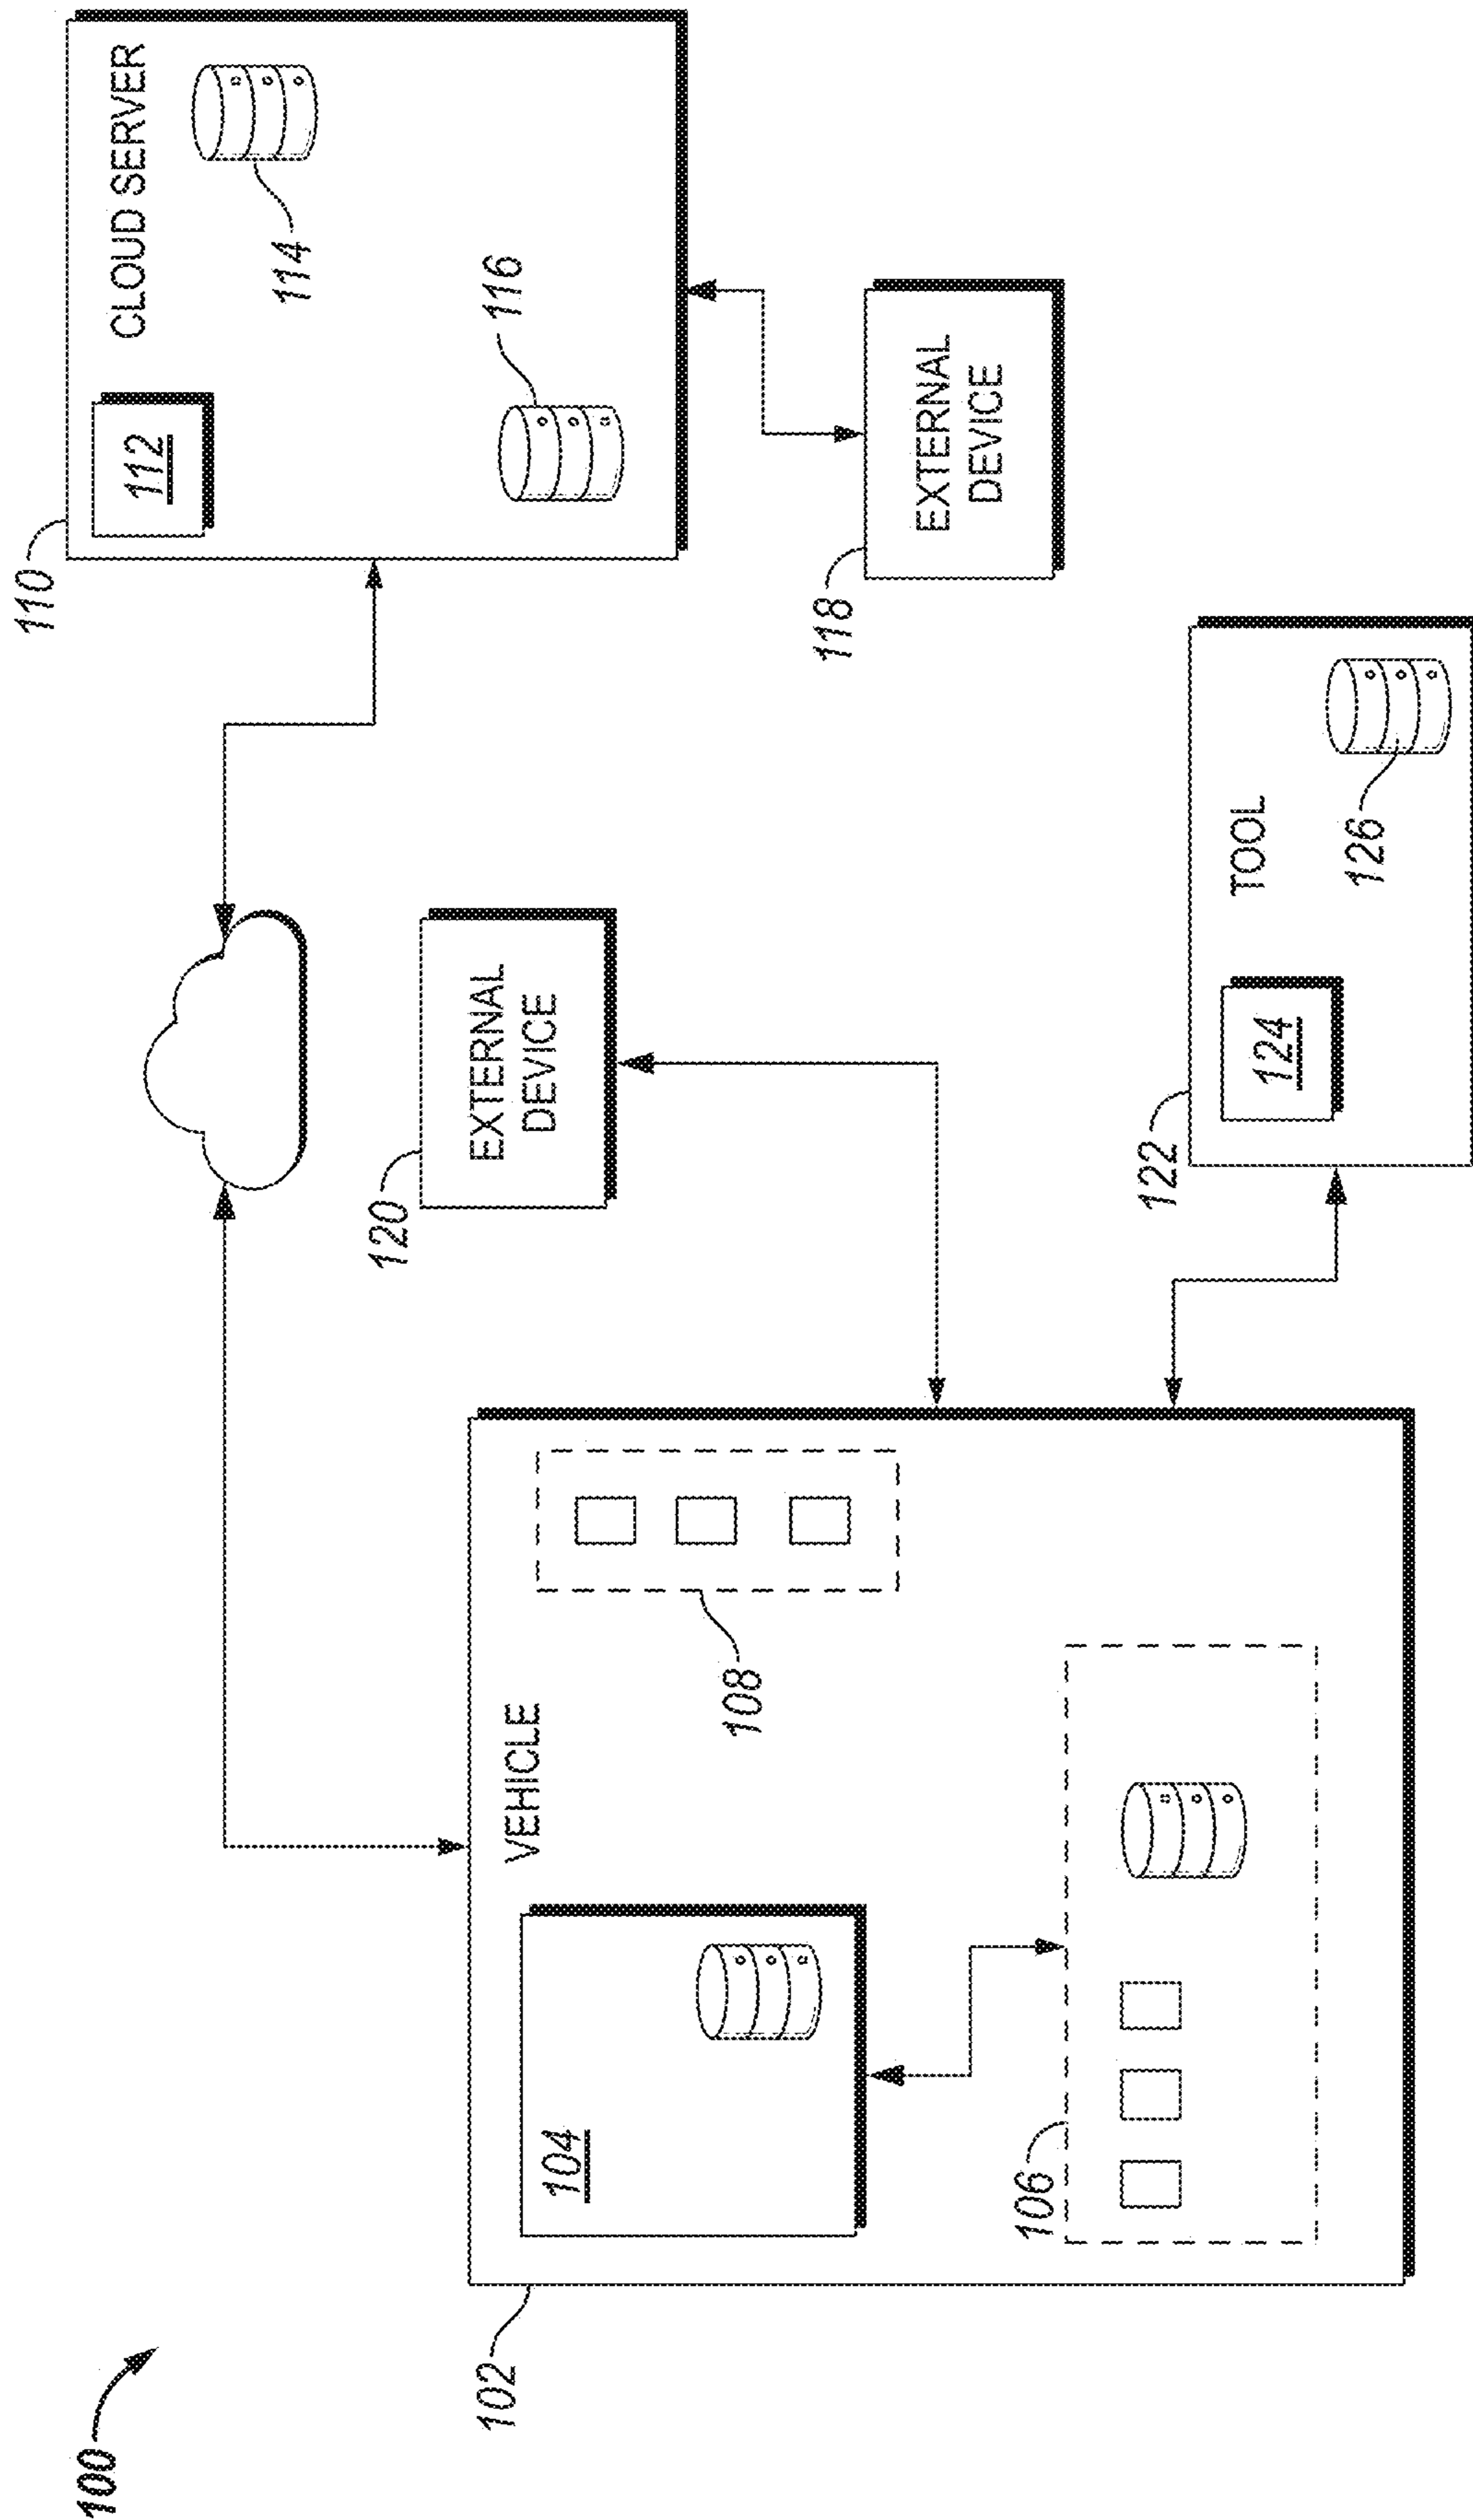 100
102
VEHICLE
104
106
108
120
EXTERNAL
DEVICE
110
112
CLOUD SERVER
114
116
118
EXTERNAL
DEVICE
122
124
TOOL
126